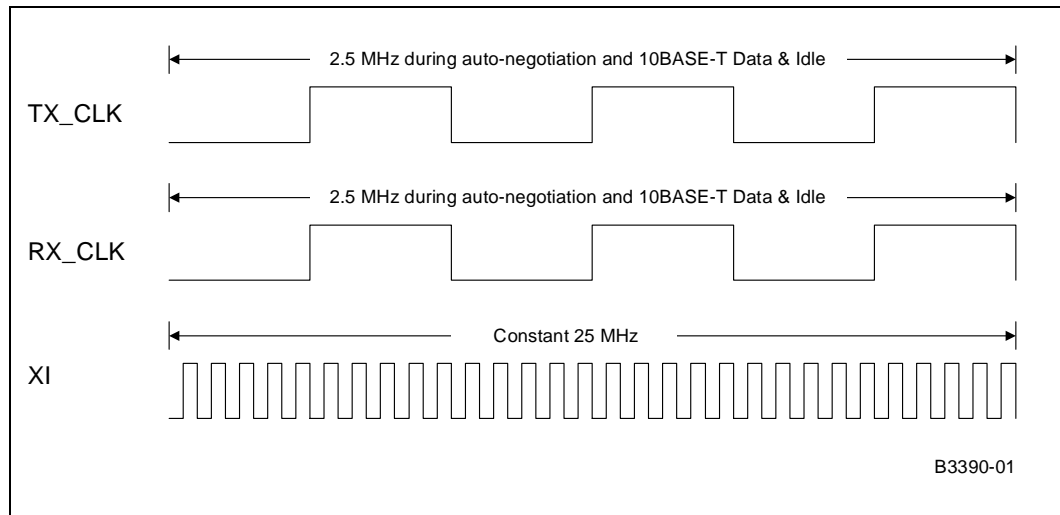 2.5 MHz during auto-negotiation and 10BASE-T Data & Idle
TX_CLK
2.5 MHz during auto-negotiation and 10BASE-T Data & Idle
RX_CLK
Constant 25 MHz
XI
B3390-01